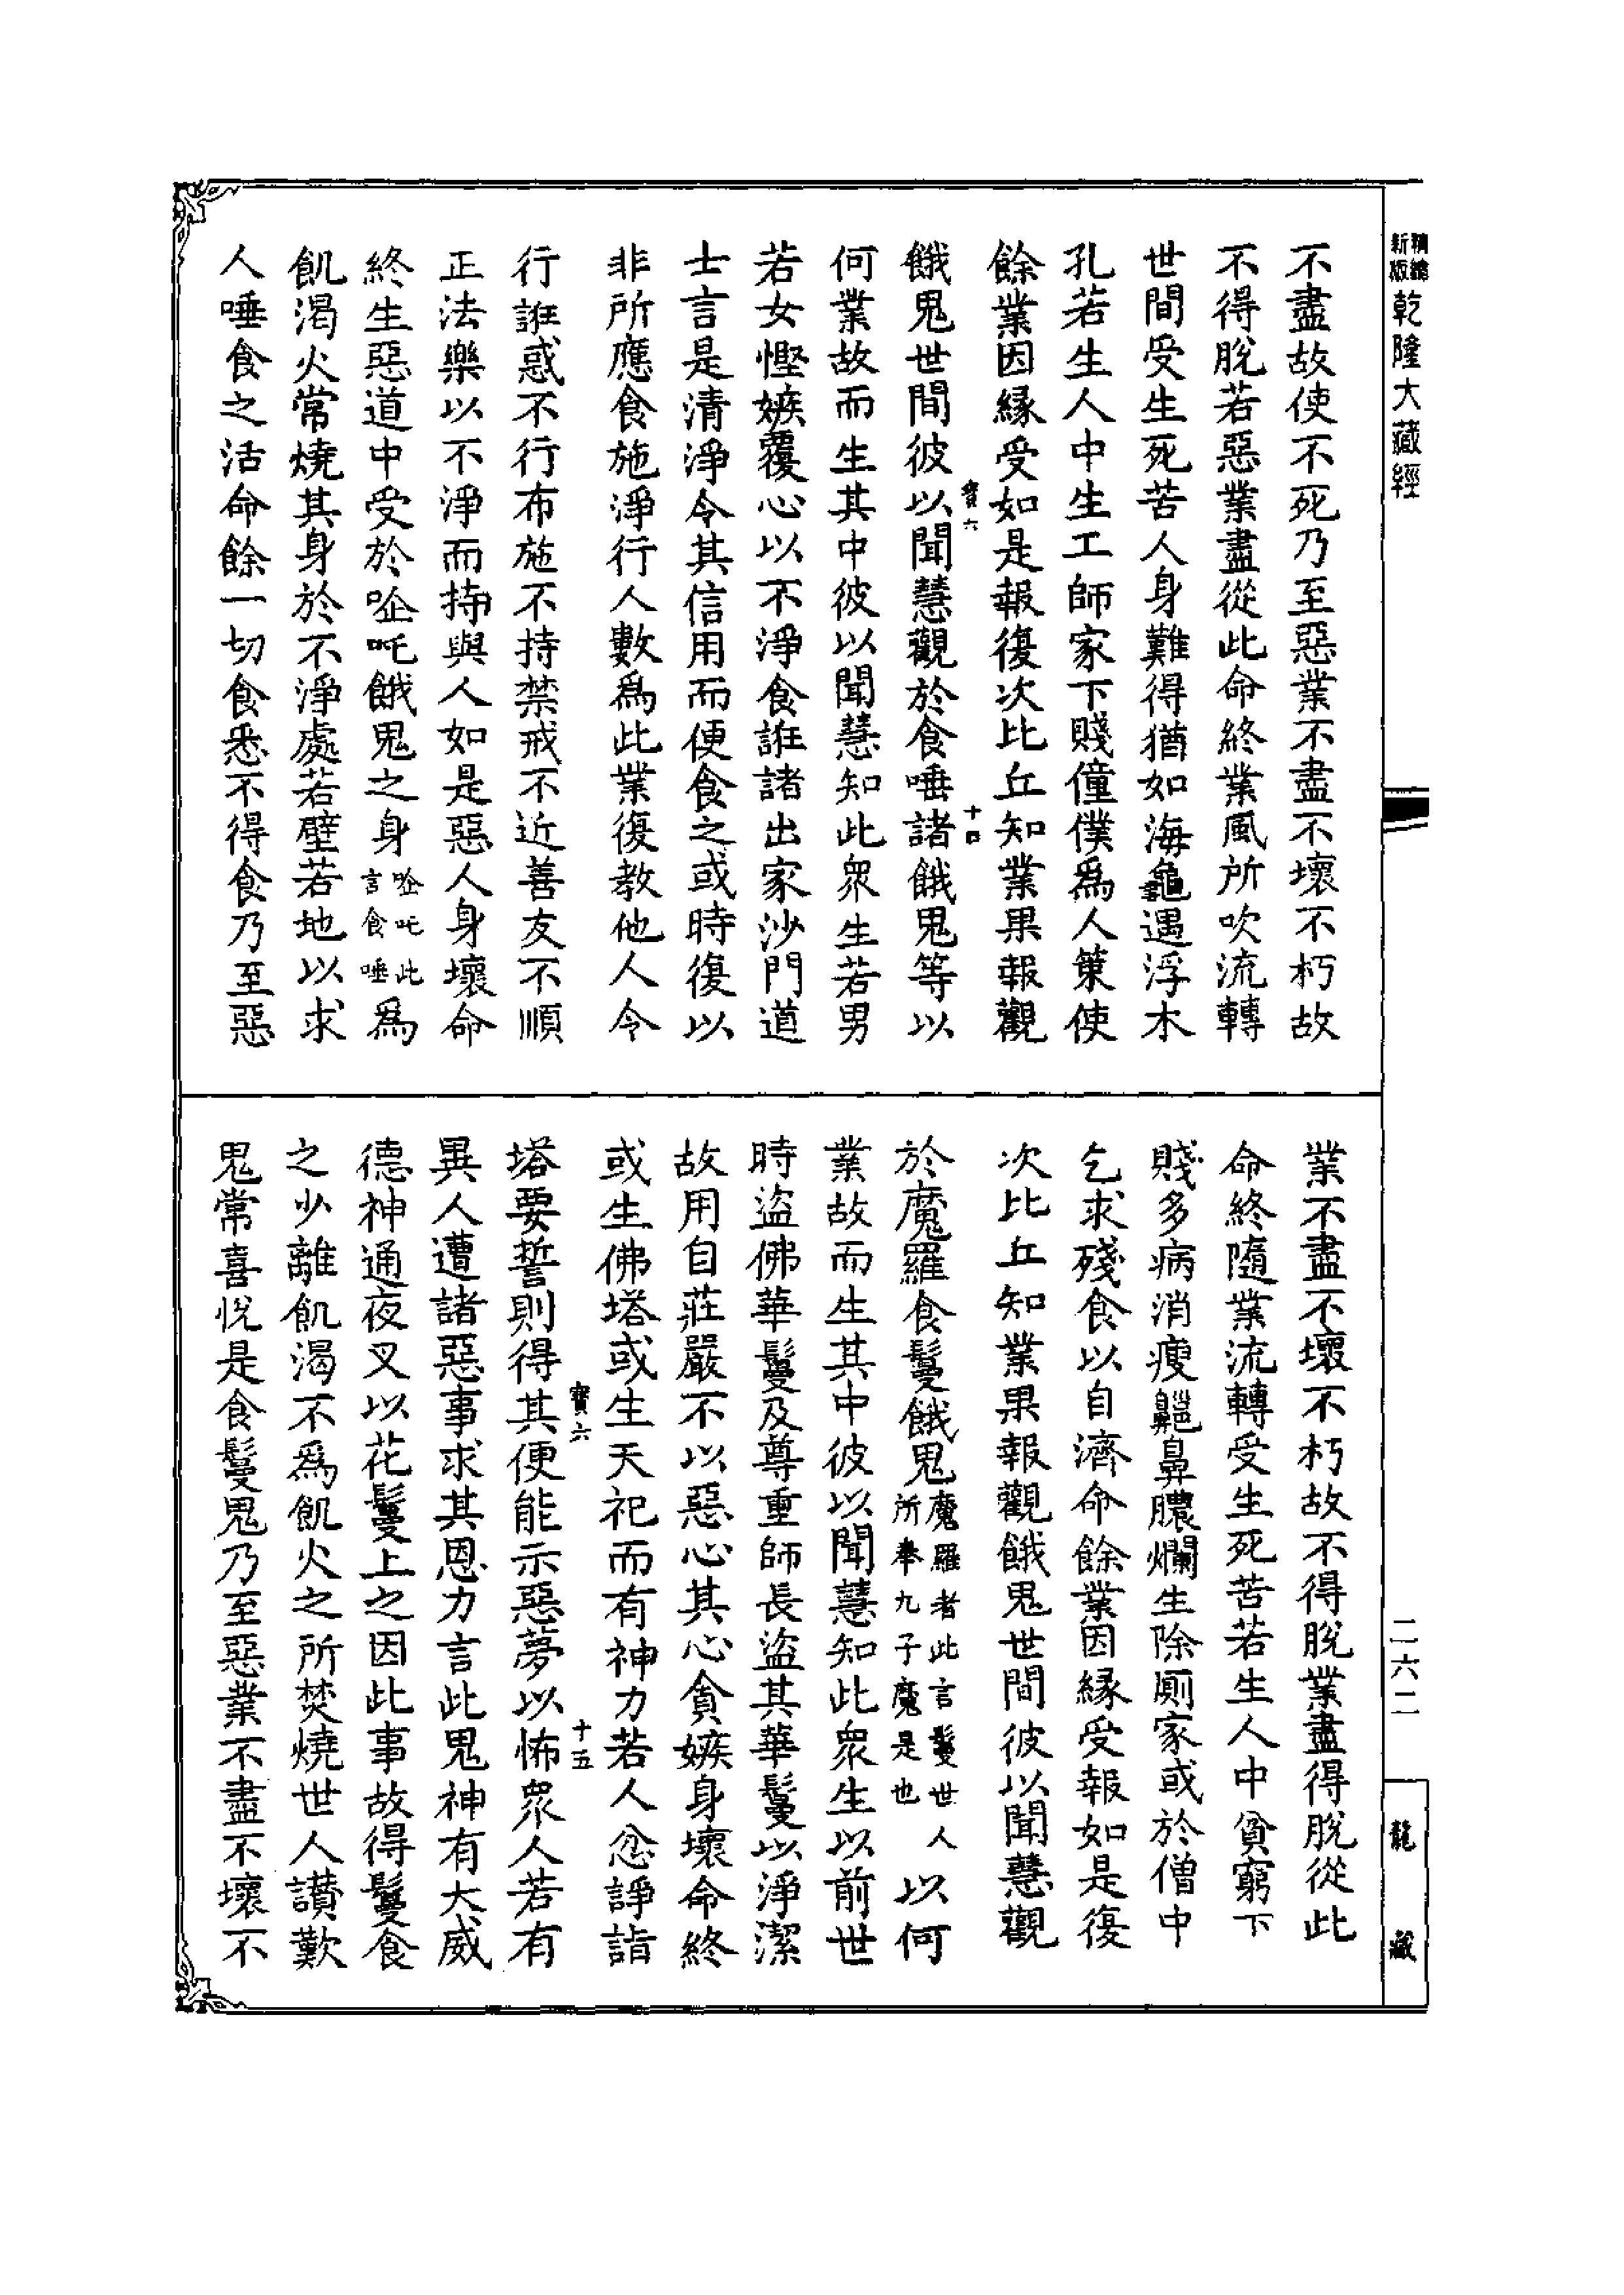 精繕
新版
乾隆大藏經
不盡故使不死乃至惡業不盡不壞不朽故
不得脫若惡業盡從此命終業風所吹流轉
世間受生死苦人身難得猶如海龜遇浮木
孔若生人中生工師家下賤僮僕爲人策使
餘業因緣受如是報復次比丘知業果報觀
餓鬼世間彼以聞慧觀於食唾諸餓鬼等以
寶六
十四
何業故而生其中彼以聞慧知此衆生若男
若女慳嫉覆心以不淨食誑諸出家沙門道
士言是清淨令其信用而便食之或時復以
非所應食施淨行人數爲此業復教他人令
行誑惑不行布施不持禁戒不近善友不順
正法樂以不淨而持與人如是惡人身壞命
終生惡道中受於㖶吒餓鬼之身㖶吒此言食唾爲
飢渴火常燒其身於不淨處若壁若地以求
人唾食之活命餘一切食悉不得食乃至惡
業不盡不壞不朽故不得脫業盡得脫從此
命終隨業流轉受生死苦若生人中貧窮下
賤多病消瘦齆鼻膿爛生除厠家或於僧中
乞求殘食以自濟命餘業因緣受報如是復
次比丘知業果報觀餓鬼世間彼以聞慧觀
於魔羅食鬘餓鬼魔羅者此言鬘世人所奉九子魔是也以何
業故而生其中彼以聞慧知此衆生以前世
時盜佛華鬘及尊重師長盜其華鬘以淨潔
故用自莊嚴不以惡心其心貪嫉身壞命終
或生佛塔或生天祀而有神力若人忿諍詣
寶六
十五
塔要誓則得其便能示惡夢以怖衆人若有
異人遭諸惡事求其恩力言此鬼神有大威
德神通夜叉以花鬘上之因此事故得鬘食
之少離飢渴不爲飢火之所焚燒世人讚歎
鬼常喜悅是食鬘鬼乃至惡業不盡不壞不
二六二
龍藏